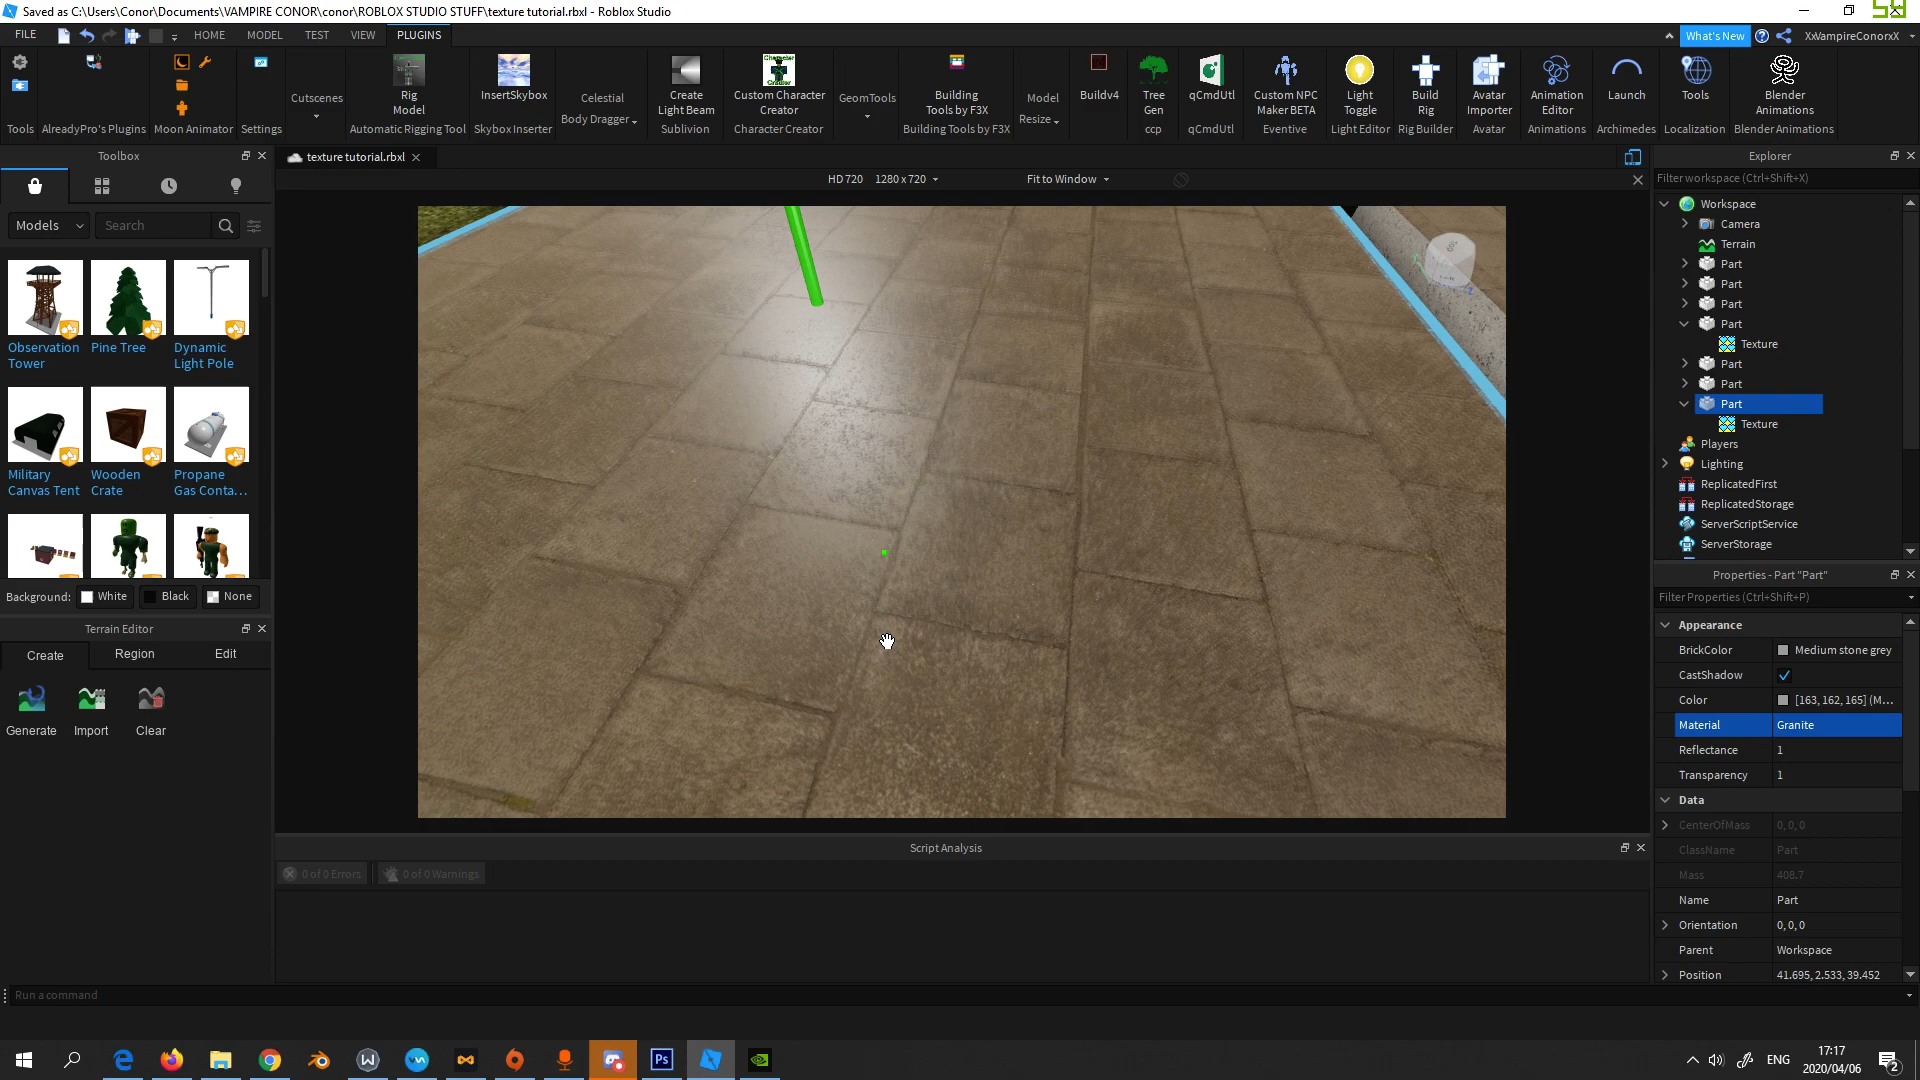 Saved as C:\Users\Conor\Documents\VAMPIRE CONOR\conor\ROBLOX STUDIO STUFF\texture tutorial.rbxl - Roblox Studio
59
FILE HOME MODEL TEST VIEW PLUGINS What's New XxVampireConorxX
Cutscenes
Rig
Model
InsertSkybox
Celestial
Body Dragger
Create
Light Beam
Custom Character
Creator
GeomTools
Building
Tools by F3X
Model
Resize
Buildv4
Tree
Gen
qCmdUtl
Custom NPC
Maker BETA
Light
Toggle
Build
Rig
Avatar
Importer
Animation
Editor
Launch
Tools
Blender
Animations
Tools AlreadyPro's Plugins Moon Animator Settings Automatic Rigging Tool Skybox Inserter Sublivion Character Creator Building Tools by F3X ccp qCmdUtl Eventive Light Editor Rig Builder Avatar Animations Archimedes Localization Blender Animations
Toolbox
Models Search
Observation
Tower
Pine Tree
Dynamic
Light Pole
Military
Canvas Tent
Wooden
Crate
Propane
Gas Conta...
Background: White Black None
Terrain Editor
Create Region Edit
Generate Import Clear
texture tutorial.rbxl
HD 720 1280 x 720 Fit to Window
Script Analysis
0 of 0 Errors 0 of 0 Warnings
Run a command
Explorer
Filter workspace (Ctrl+Shift+X)
Workspace
Camera
Terrain
Part
Part
Part
Part
Texture
Part
Part
Part
Texture
Players
Lighting
ReplicatedFirst
ReplicatedStorage
ServerScriptService
ServerStorage
Properties - Part "Part"
Filter Properties (Ctrl+Shift+P)
Appearance
BrickColor Medium stone grey
CastShadow
Color [163, 162, 165] (M...
Material Granite
Reflectance 1
Transparency 1
Data
CenterOfMass 0, 0, 0
ClassName Part
Mass 408.7
Name Part
Orientation 0, 0, 0
Parent Workspace
Position 41.695, 2.533, 39.452
Ps
ENG
17:17
2020/04/06
2